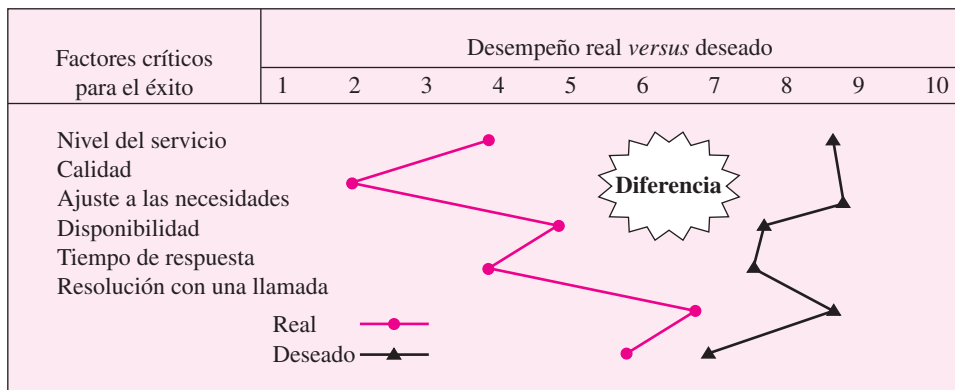 Factores críticos
para el éxito
Desempeño real versus deseado
1 2 3 4 5 6 7 8 9 10
Nivel del servicio
Calidad
Ajuste a las necesidades
Disponibilidad
Tiempo de respuesta
Resolución con una llamada
Diferencia
Real
Deseado